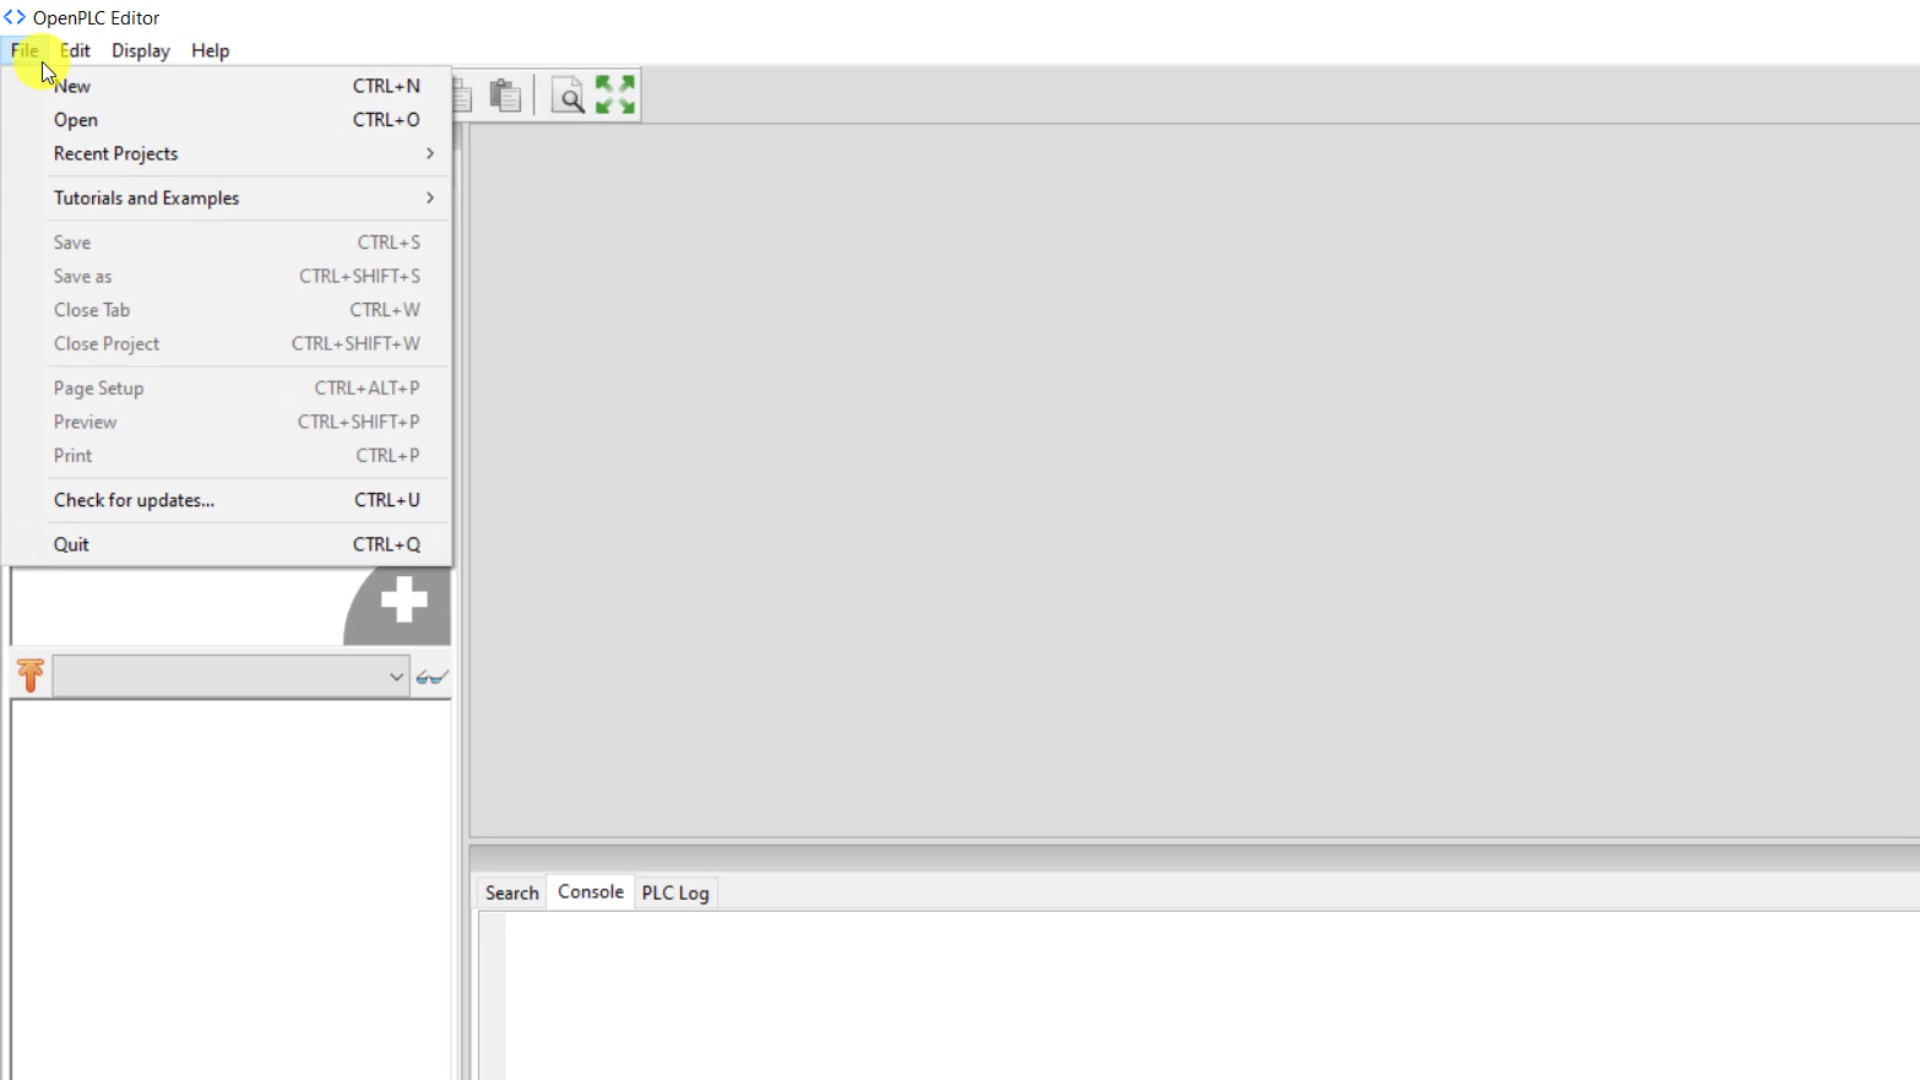 OpenPLC Editor
File Edit Display Help
New CTRL+N
Open CTRL+O
Recent Projects
Tutorials and Examples
Save CTRL+S
Save as CTRL+SHIFT+S
Close Tab CTRL+W
Close Project CTRL+SHIFT+W
Page Setup CTRL+ALT+P
Preview CTRL+SHIFT+P
Print CTRL+P
Check for updates... CTRL+U
Quit CTRL+Q
Search Console PLC Log